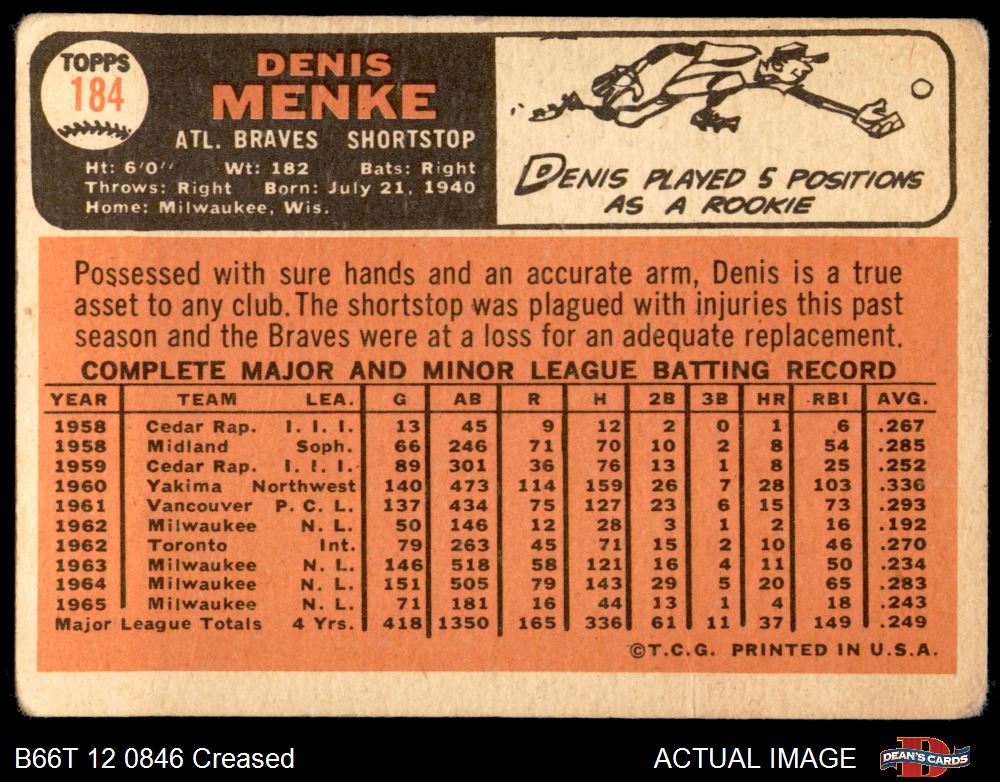 TOPPS
184
DENIS
MENKE
ATL. BRAVES SHORTSTOP
Ht: 6'0" Wt: 182 Bats: Right
Throws: Right Born: July 21, 1940
Home: Milwaukee, Wis.
DENIS PLAYED 5 POSITIONS
AS A ROOKIE
Possessed with sure hands and an accurate arm, Denis is a true
asset to any club. The shortstop was plagued with injuries this past
season and the Braves were at a loss for an adequate replacement.
COMPLETE MAJOR AND MINOR LEAGUE BATTING RECORD
YEAR TEAM LEA. G AB R H 2B 3B HR RBI AVG.
1958 Cedar Rap. I. I. I. 13 45 9 12 2 0 1 6 .267
1958 Midland Soph. 66 246 71 70 10 2 8 54 .285
1959 Cedar Rap. I. I. I. 89 301 36 76 13 1 8 25 .252
1960 Yakima Northwest 140 473 114 159 26 7 28 103 .336
1961 Vancouver P. C. L. 137 434 75 127 23 6 15 73 .293
1962 Milwaukee N. L. 50 146 12 28 3 1 2 16 .192
1962 Toronto Int. 79 263 45 71 15 2 10 46 .270
1963 Milwaukee N. L. 146 518 58 121 16 4 11 50 .234
1964 Milwaukee N. L. 151 505 79 143 29 5 20 65 .283
1965 Milwaukee N. L. 71 181 16 44 13 1 4 18 .243
Major League Totals 4 Yrs. 418 1350 165 336 61 11 37 149 .249
©T.C.G. PRINTED IN U.S.A.
B66T 12 0846 Creased
ACTUAL IMAGE
DEAN'S CARDS